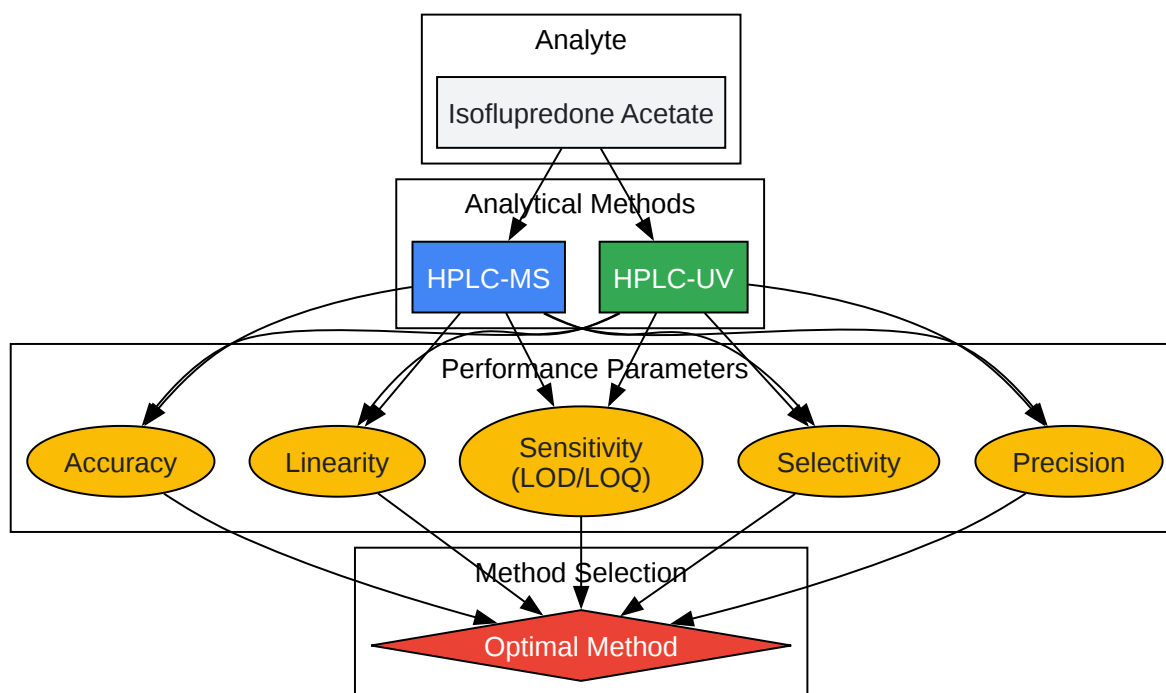 Analyte
Isoflupredone Acetate
Analytical Methods
HPLC-MS
HPLC-UV
Performance Parameters
Accuracy
Linearity
Sensitivity
(LOD/LOQ)
Selectivity
Precision
Method Selection
Optimal Method